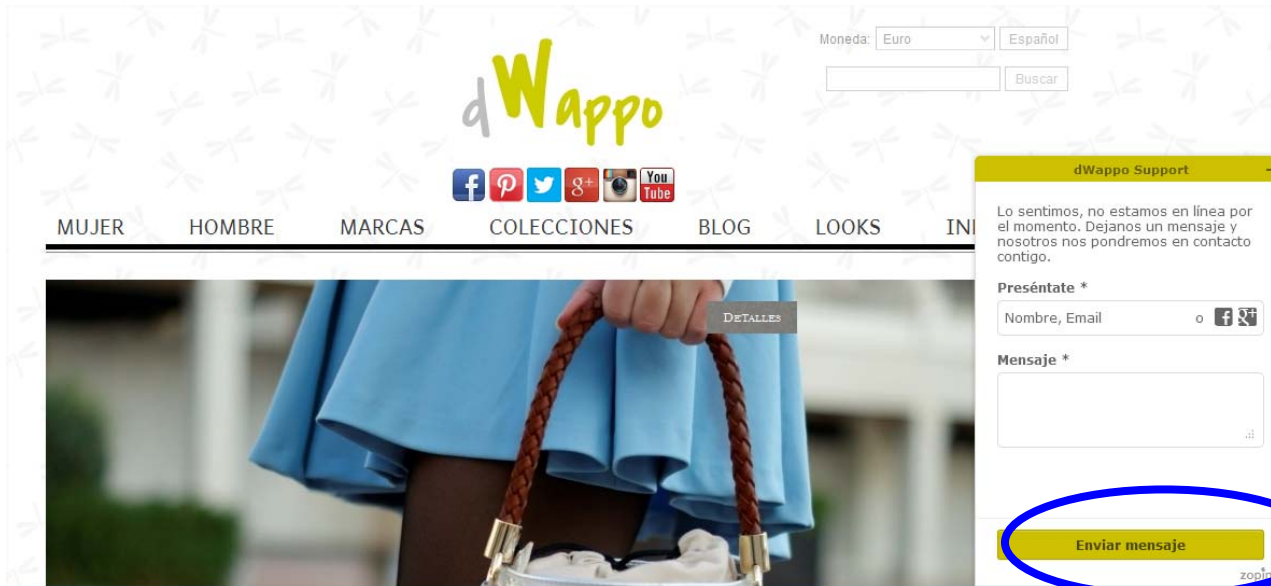 Moneda: Euro Español
Buscar
dWappo
You
Tube
MUJER HOMBRE MARCAS COLECCIONES BLOG LOOKS
DETALLES
dWappo Support
Lo sentimos, no estamos en línea por
el momento. Dejanos un mensaje y
nosotros nos pondremos en contacto
contigo.
Preséntate *
Nombre, Email o
Mensaje *
Enviar mensaje